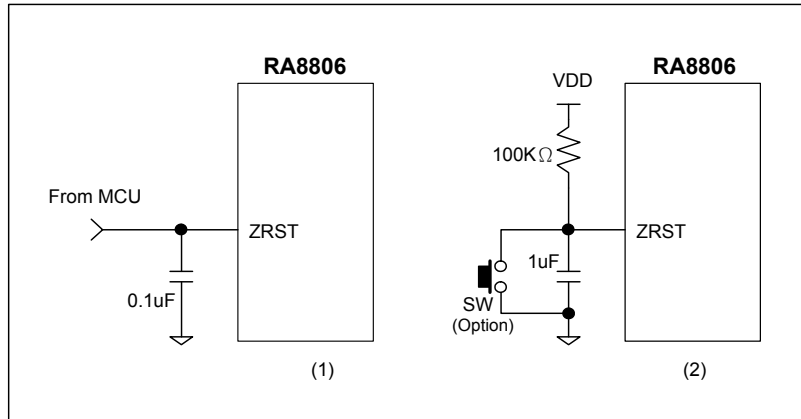 RA8806
From MCU
ZRST
0.1uF
(1)
RA8806
VDD
100KΩ
ZRST
1uF
SW
(Option)
(2)